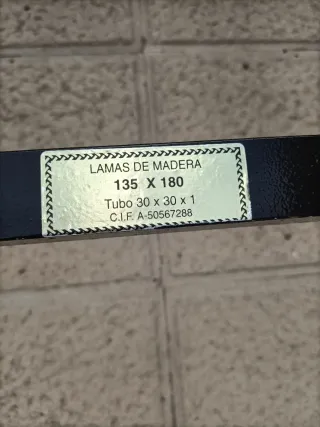 LAMAS DE MADERA
135 X 180
Tubo 30 x 30 x 1
C.I.F. A-50567288